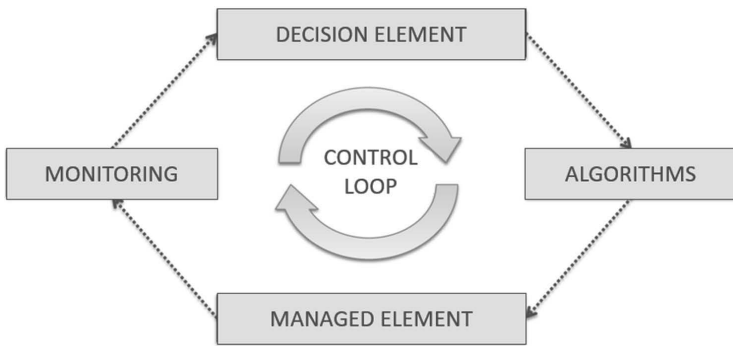 DECISION ELEMENT
CONTROL
LOOP
MONITORING
ALGORITHMS
MANAGED ELEMENT